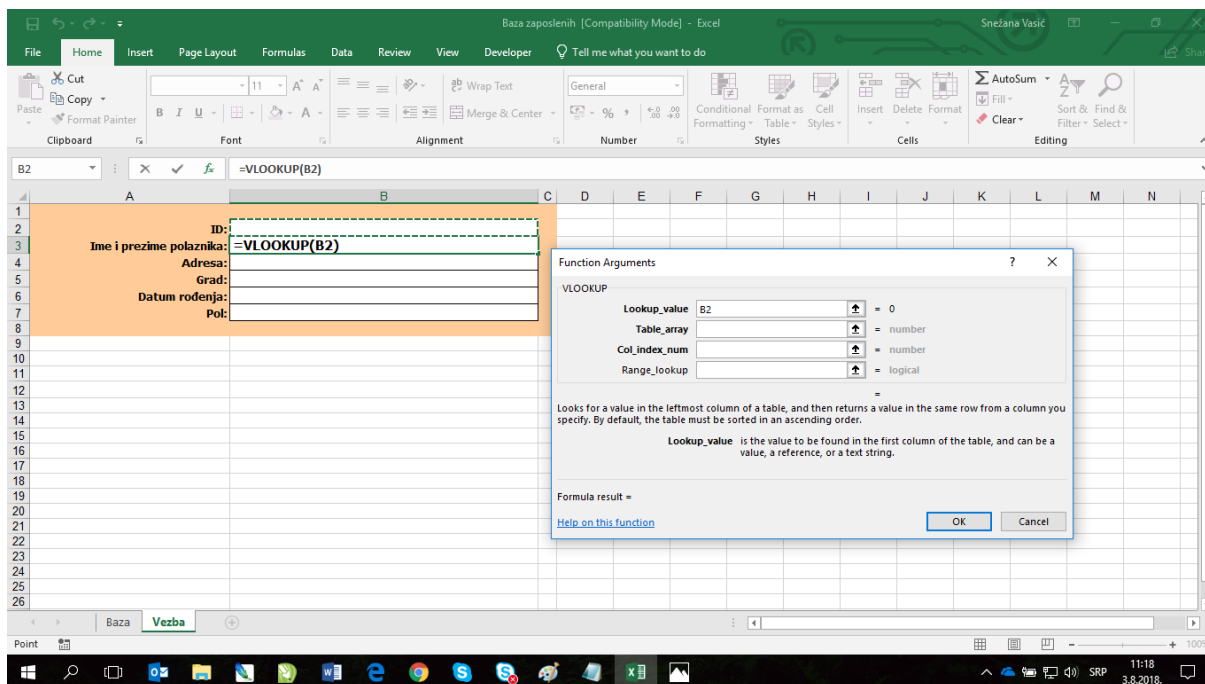 Baza zaposlenih [Compatibility Mode] - Excel
Snežana Vasić
File Home Insert Page Layout Formulas Data Review View Developer Tell me what you want to do
Cut
Copy
Format Painter
Paste
Clipboard
11 A A
B I U A
Font
Wrap Text
Merge & Center
Alignment
General
% ,
Number
Conditional Formatting
Format as Table
Cell Styles
Styles
Insert Delete Format
Cells
AutoSum
Fill
Clear
Sort & Filter
Find & Select
Editing
B2 fx =VLOOKUP(B2)
A B C D E F G H I J K L M N
1
2 ID:
3 Ime i prezime polaznika: =VLOOKUP(B2)
4 Adresa:
5 Grad:
6 Datum rođenja:
7 Pol:
8
9
10
11
12
13
14
15
16
17
18
19
20
21
22
23
24
25
26
Function Arguments ?
VLOOKUP
Lookup_value B2 = 0
Table_array = number
Col_index_num = number
Range_lookup = logical
=
Looks for a value in the leftmost column of a table, and then returns a value in the same row from a column you
specify. By default, the table must be sorted in an ascending order.
Lookup_value is the value to be found in the first column of the table, and can be a
value, a reference, or a text string.
Formula result =
Help on this function
OK Cancel
Baza Vezba
Point
SRP
11:18
3.8.2018.